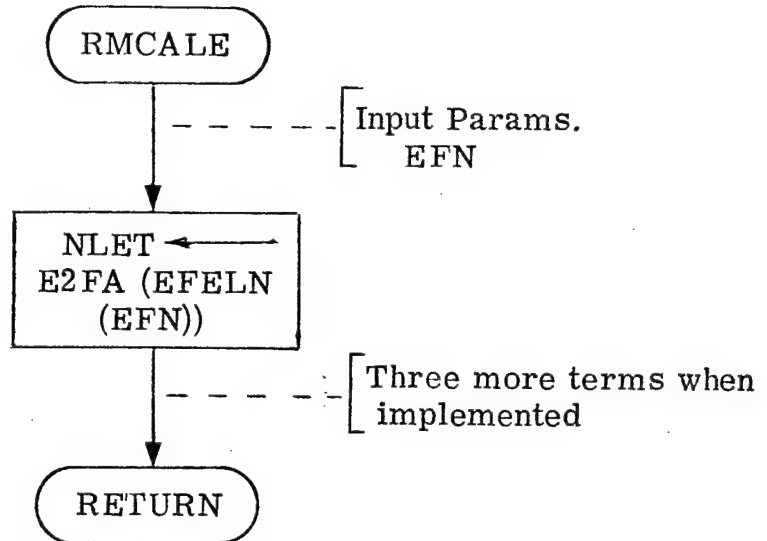 RMCALE
Input Params.
EFN
NLET ←
E2FA (EFELN
(EFN))
Three more terms when
implemented
RETURN